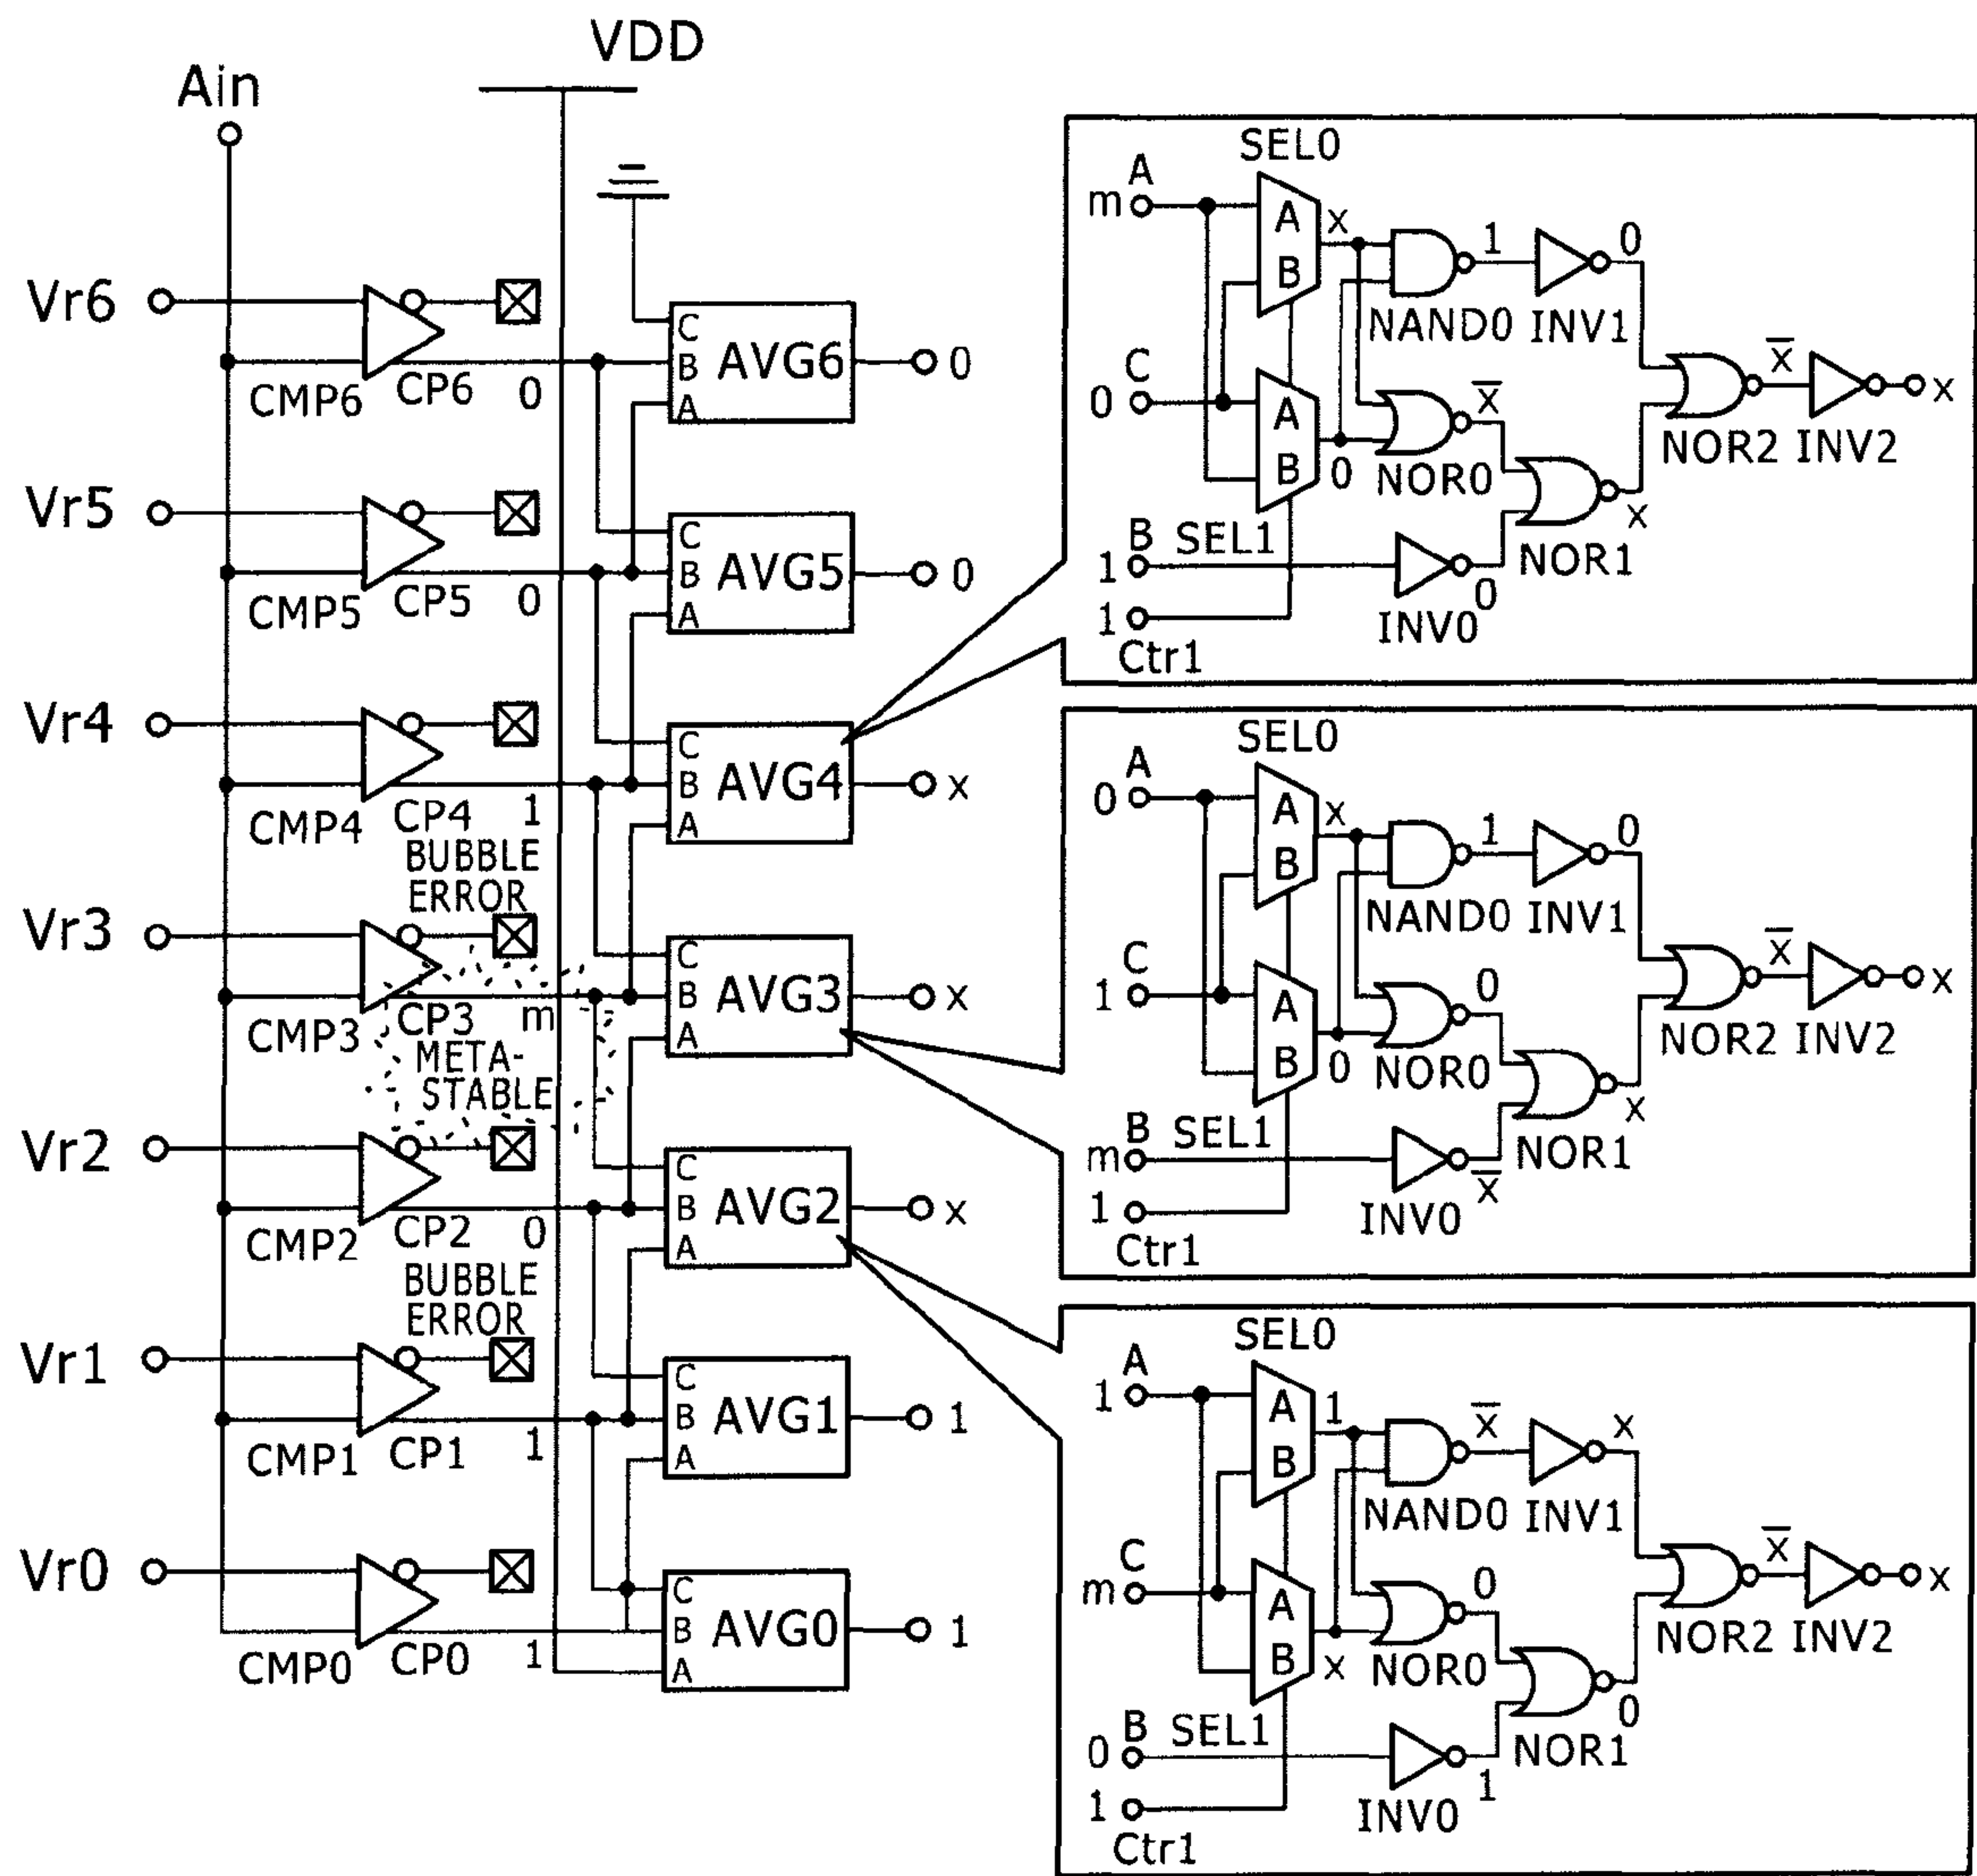 VDD
Ain
Vr6
CMP6
CP6
0
C
B
A
AVG6
0
Vr5
CMP5
CP5
0
C
B
A
AVG5
0
Vr4
CMP4
CP4
1
BUBBLE
ERROR
C
B
A
AVG4
x
Vr3
CMP3
CP3
m
META-
STABLE
C
B
A
AVG3
x
Vr2
CMP2
CP2
0
BUBBLE
ERROR
C
B
A
AVG2
x
Vr1
CMP1
CP1
1
C
B
A
AVG1
1
Vr0
CMP0
CP0
1
C
B
A
AVG0
1
SEL0
A
m
A
B
x
1
0
NAND0 INV1
C
0
A
B
0
x̅
NOR0
x̅
x
NOR2 INV2
B
SEL1
1
0
x
NOR1
INV0
1
Ctr1
SEL0
A
0
A
B
x
1
0
NAND0 INV1
C
1
A
B
0
0
NOR0
x̅
x
NOR2 INV2
B
SEL1
m
x̅
x
NOR1
INV0
1
Ctr1
SEL0
A
1
A
B
1
x̅
x
NAND0 INV1
C
m
A
B
x
0
NOR0
x̅
x
NOR2 INV2
B
SEL1
0
1
0
NOR1
INV0
1
Ctr1